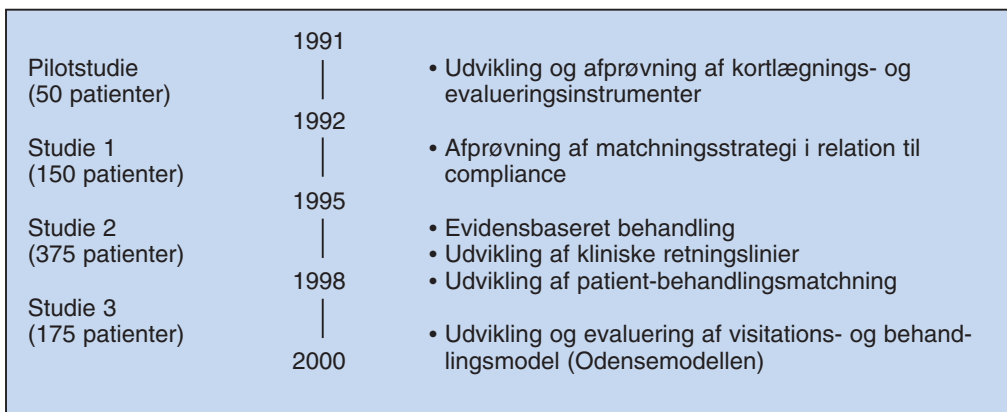 1991
Pilotstudie
(50 patienter)
• Udvikling og afprøvning af kortlægnings- og
evalueringsinstrumenter
1992
Studie 1
(150 patienter)
• Afprøvning af matchningsstrategi i relation til
compliance
1995
Studie 2
(375 patienter)
• Evidensbaseret behandling
• Udvikling af kliniske retningslinier
• Udvikling af patient-behandlingsmatchning
1998
Studie 3
(175 patienter)
• Udvikling og evaluering af visitations- og behand-
lingsmodel (Odensemodellen)
2000